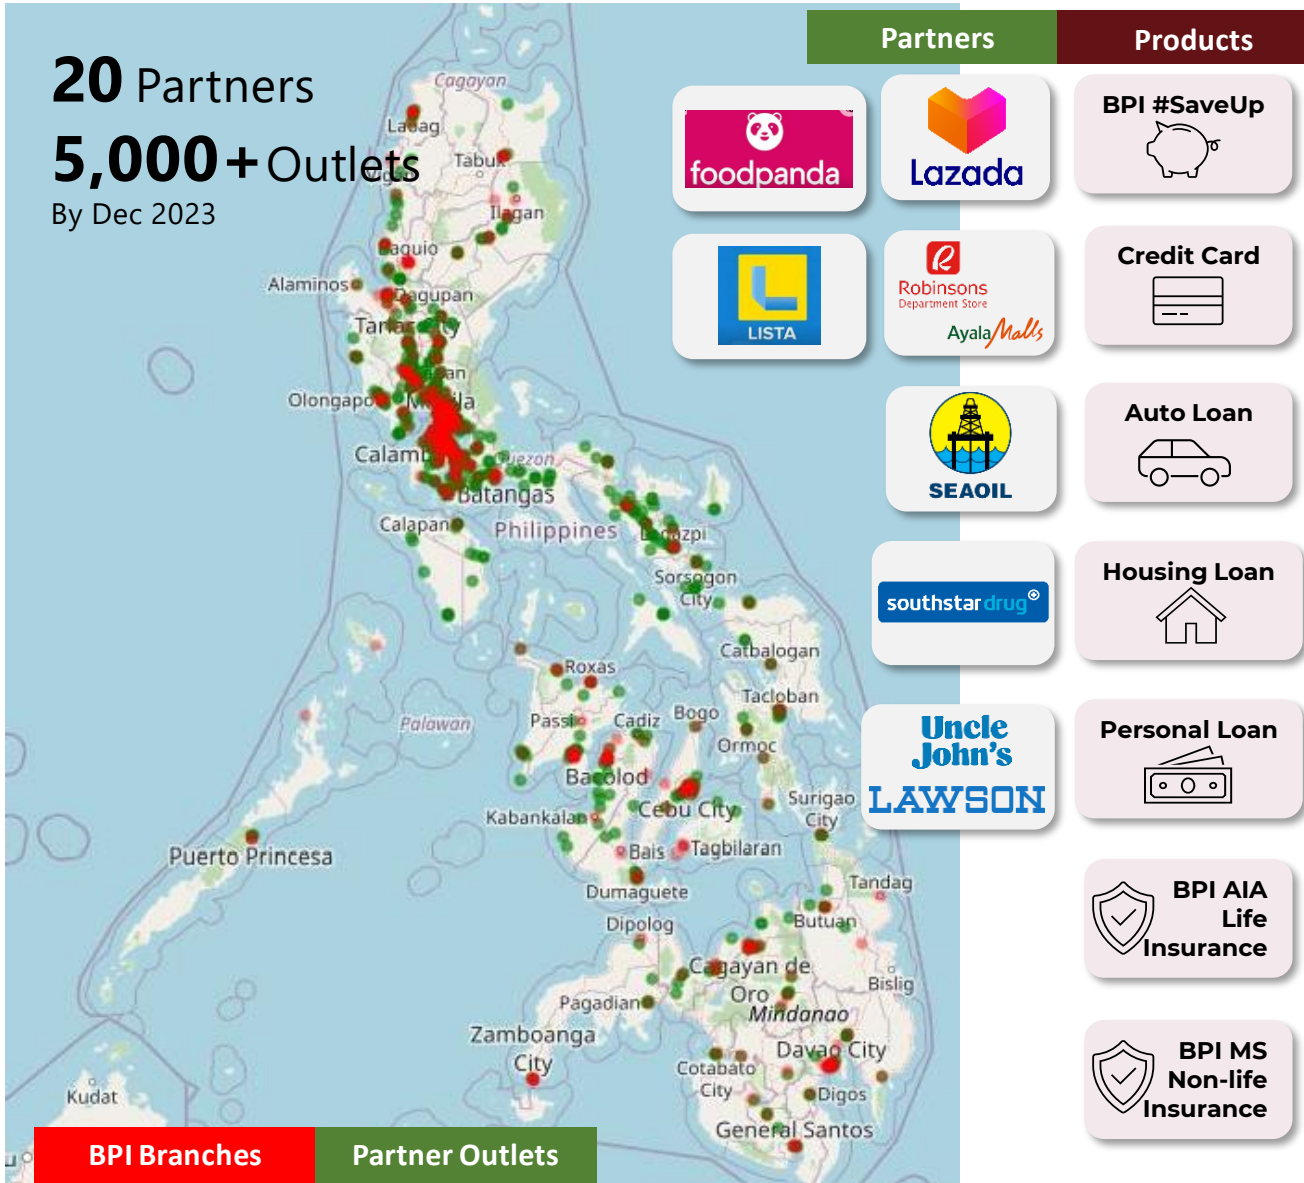 20 Partners
5,000+ Outlets
By Dec 2023
Partners
Products
foodpanda
Lazada
LISTA
Robinsons
Department Store
Ayala Malls
SEAOIL
southstar drug
Uncle
John's
LAWSON
BPI #SaveUp
Credit Card
Auto Loan
Housing Loan
Personal Loan
BPI AIA
Life
Insurance
BPI MS
Non-life
Insurance
Cagayan
Laoag
Tabuk
Ilagan
Baguio
Alaminos
Dagupan
Tarlac City
Olongapo
Manila
Calamba
Quezon
Batangas
Calapan
Philippines
Legazpi
Sorsogon
City
Catbalogan
Roxas
Tacloban
Palawan
Passi
Cadiz
Bogo
Ormoc
Bacolod
Cebu City
Surigao
City
Kabankalan
Bais
Tagbilaran
Puerto Princesa
Dumaguete
Tandag
Dipolog
Butuan
Cagayan de
Oro
Bislig
Pagadian
Mindanao
Zamboanga
City
Davao City
Cotabato
City
Digos
Kudat
General Santos
BPI Branches
Partner Outlets